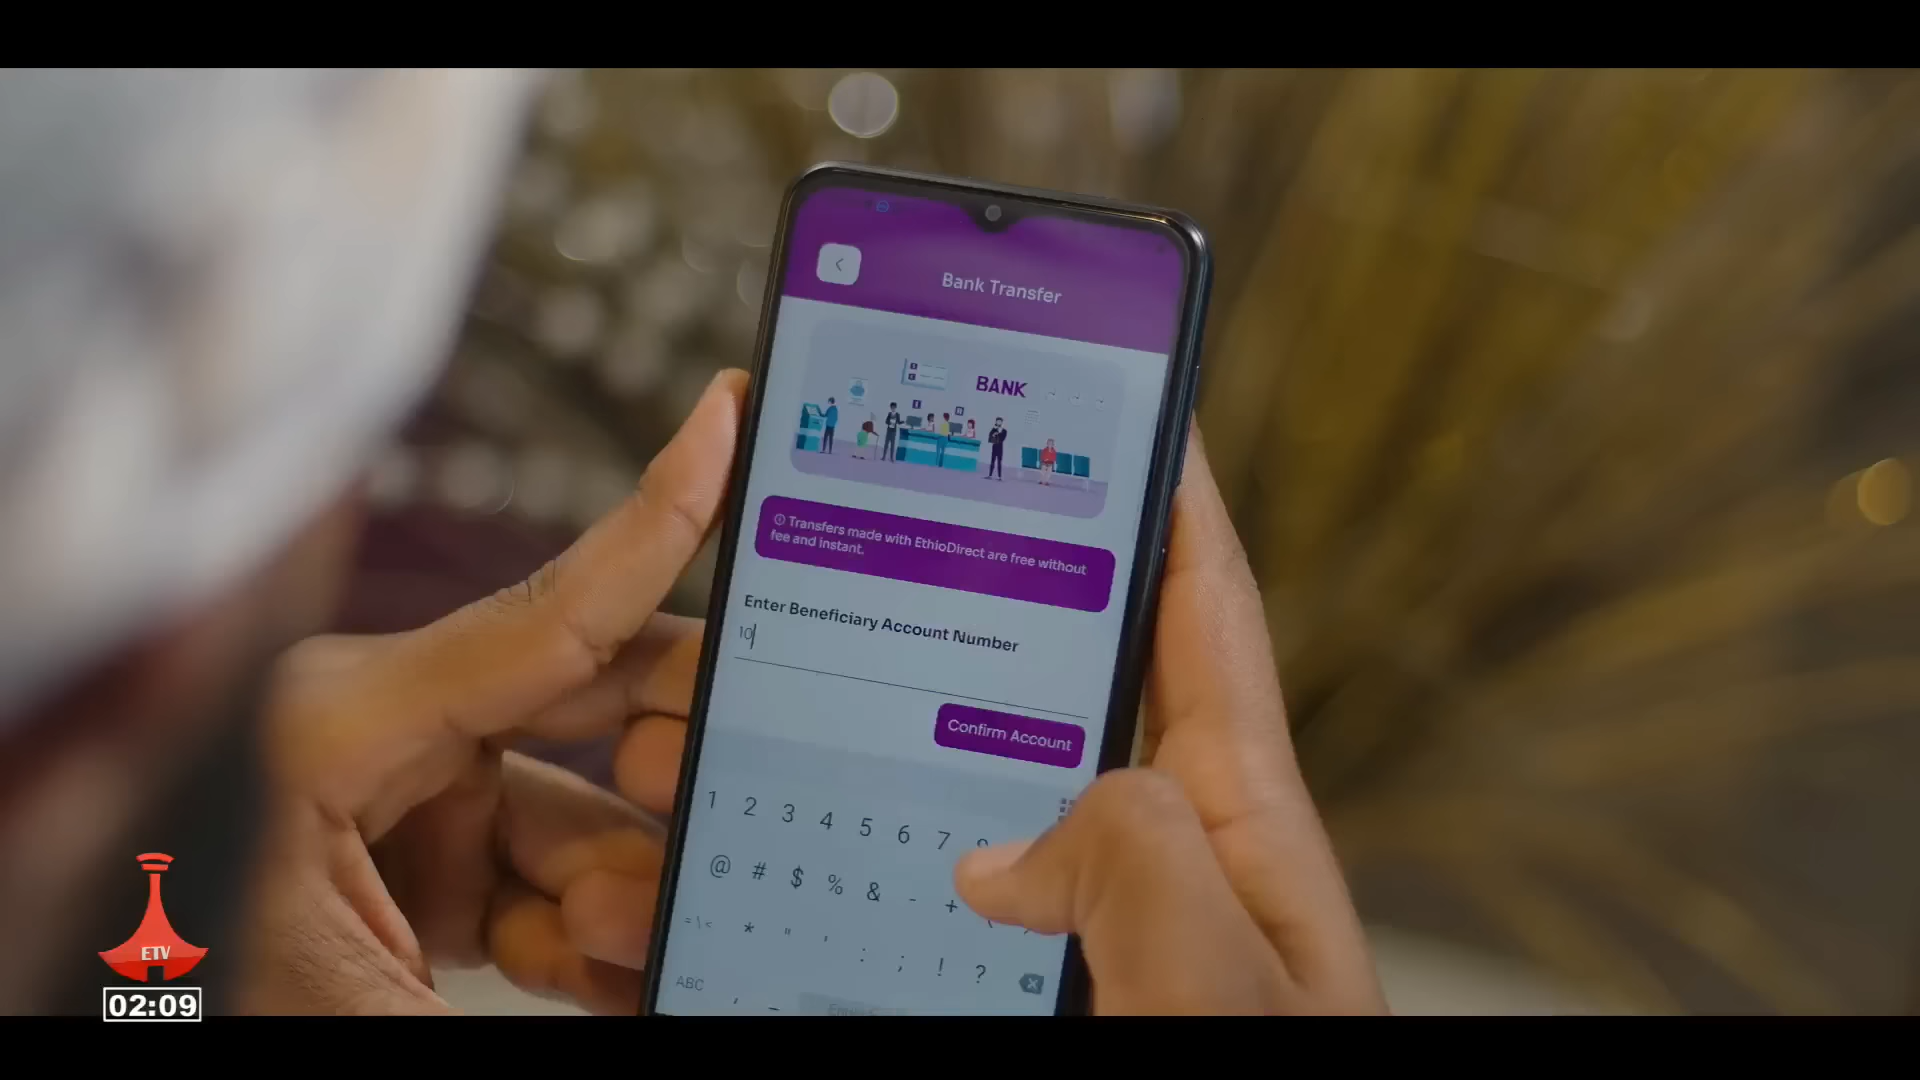 Bank Transfer
BANK
Transfers made with EthioDirect are free without
fee and instant.
Enter Beneficiary Account Number
10
Confirm Account
1 2 3 4 5 6 7
@ # $ % & - +
= \ <
* " ' : ; ! ?
ABC , _
ETV
02:09